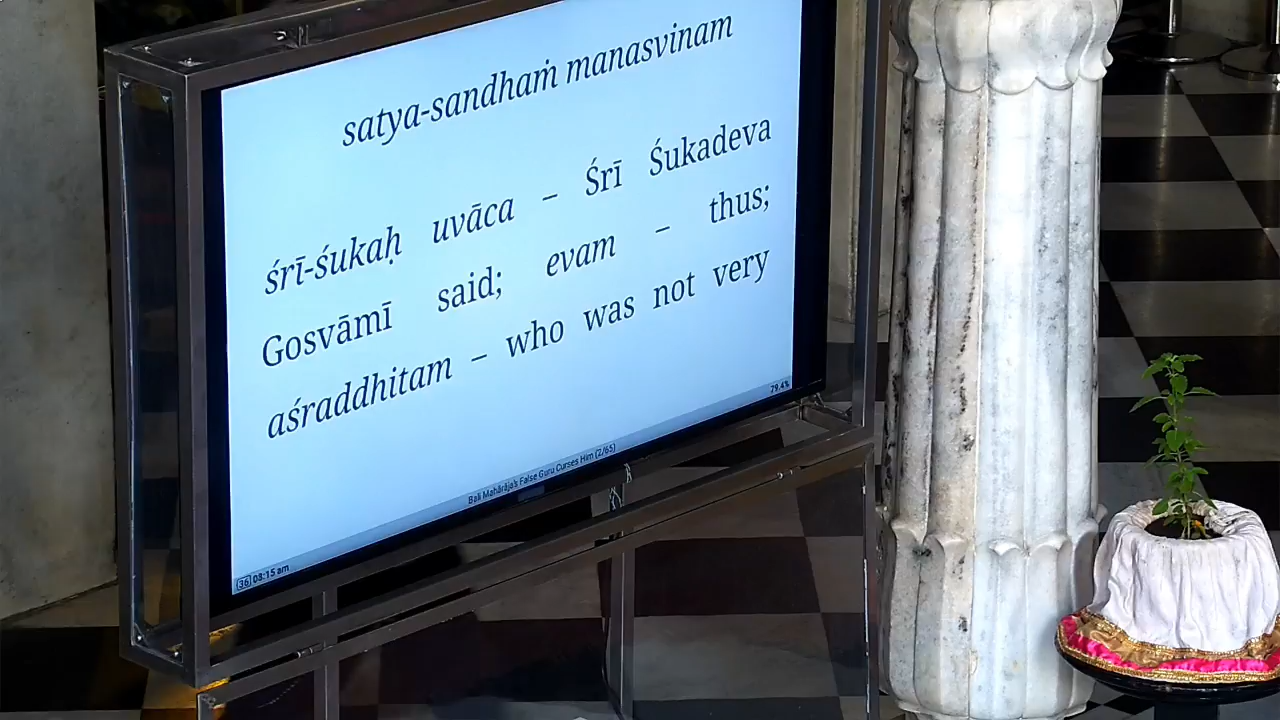 satya-sandhaṁ manasvinam
śrī-śukaḥ uvāca – Śrī Śukadeva
Gosvāmī said; evam – thus;
aśraddhitam – who was not very
79.4%
Bali Mahārāja's False Guru Curses Him (2/65)
(36) 08:15 am